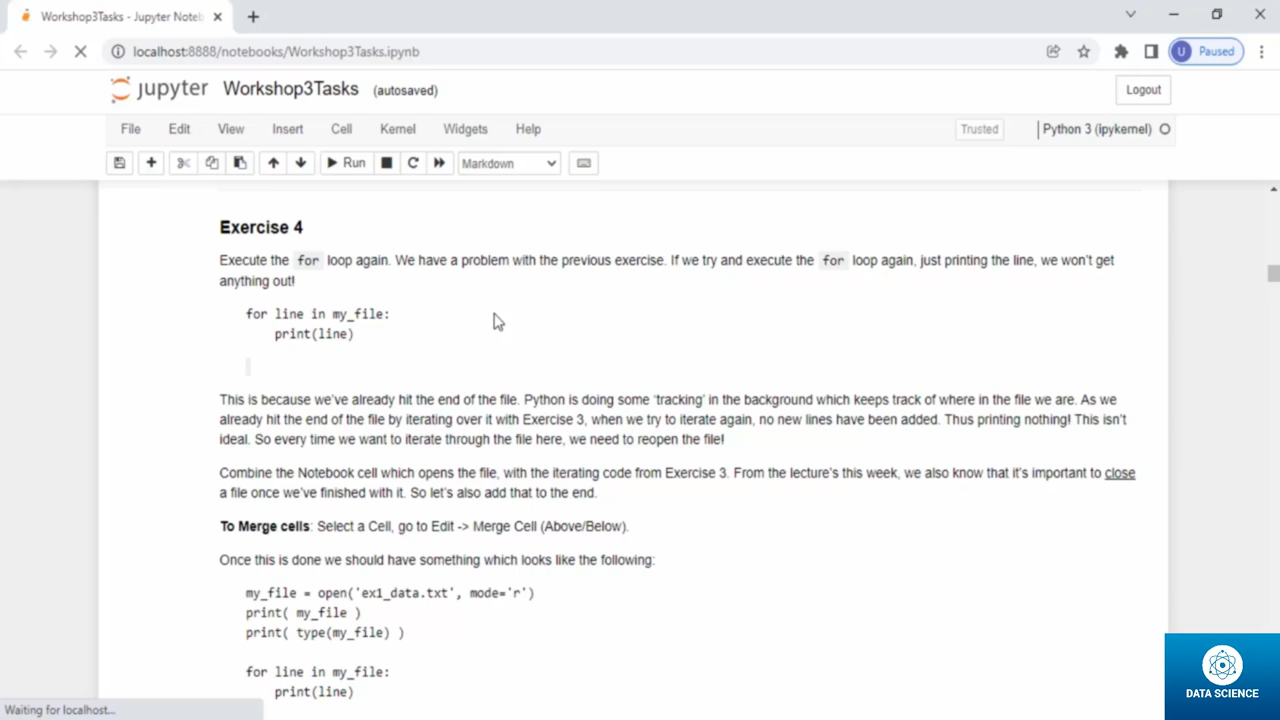 Workshop3Tasks - Jupyter Noteb
localhost:8888/notebooks/Workshop3Tasks.ipynb
U Paused
jupyter Workshop3Tasks (autosaved)
Logout
File Edit View Insert Cell Kernel Widgets Help
Trusted
Python 3 (ipykernel)
Run
Markdown
Exercise 4
Execute the for loop again. We have a problem with the previous exercise. If we try and execute the for loop again, just printing the line, we won't get
anything out!
for line in my_file:
print(line)
This is because we've already hit the end of the file. Python is doing some 'tracking' in the background which keeps track of where in the file we are. As we
already hit the end of the file by iterating over it with Exercise 3, when we try to iterate again, no new lines have been added. Thus printing nothing! This isn't
ideal. So every time we want to iterate through the file here, we need to reopen the file!
Combine the Notebook cell which opens the file, with the iterating code from Exercise 3. From the lecture's this week, we also know that it's important to close
a file once we've finished with it. So let's also add that to the end.
To Merge cells: Select a Cell, go to Edit -> Merge Cell (Above/Below).
Once this is done we should have something which looks like the following:
my_file = open('ex1_data.txt', mode='r')
print( my_file )
print( type(my_file) )
for line in my_file:
print(line)
Waiting for localhost...
DATA SCIENCE